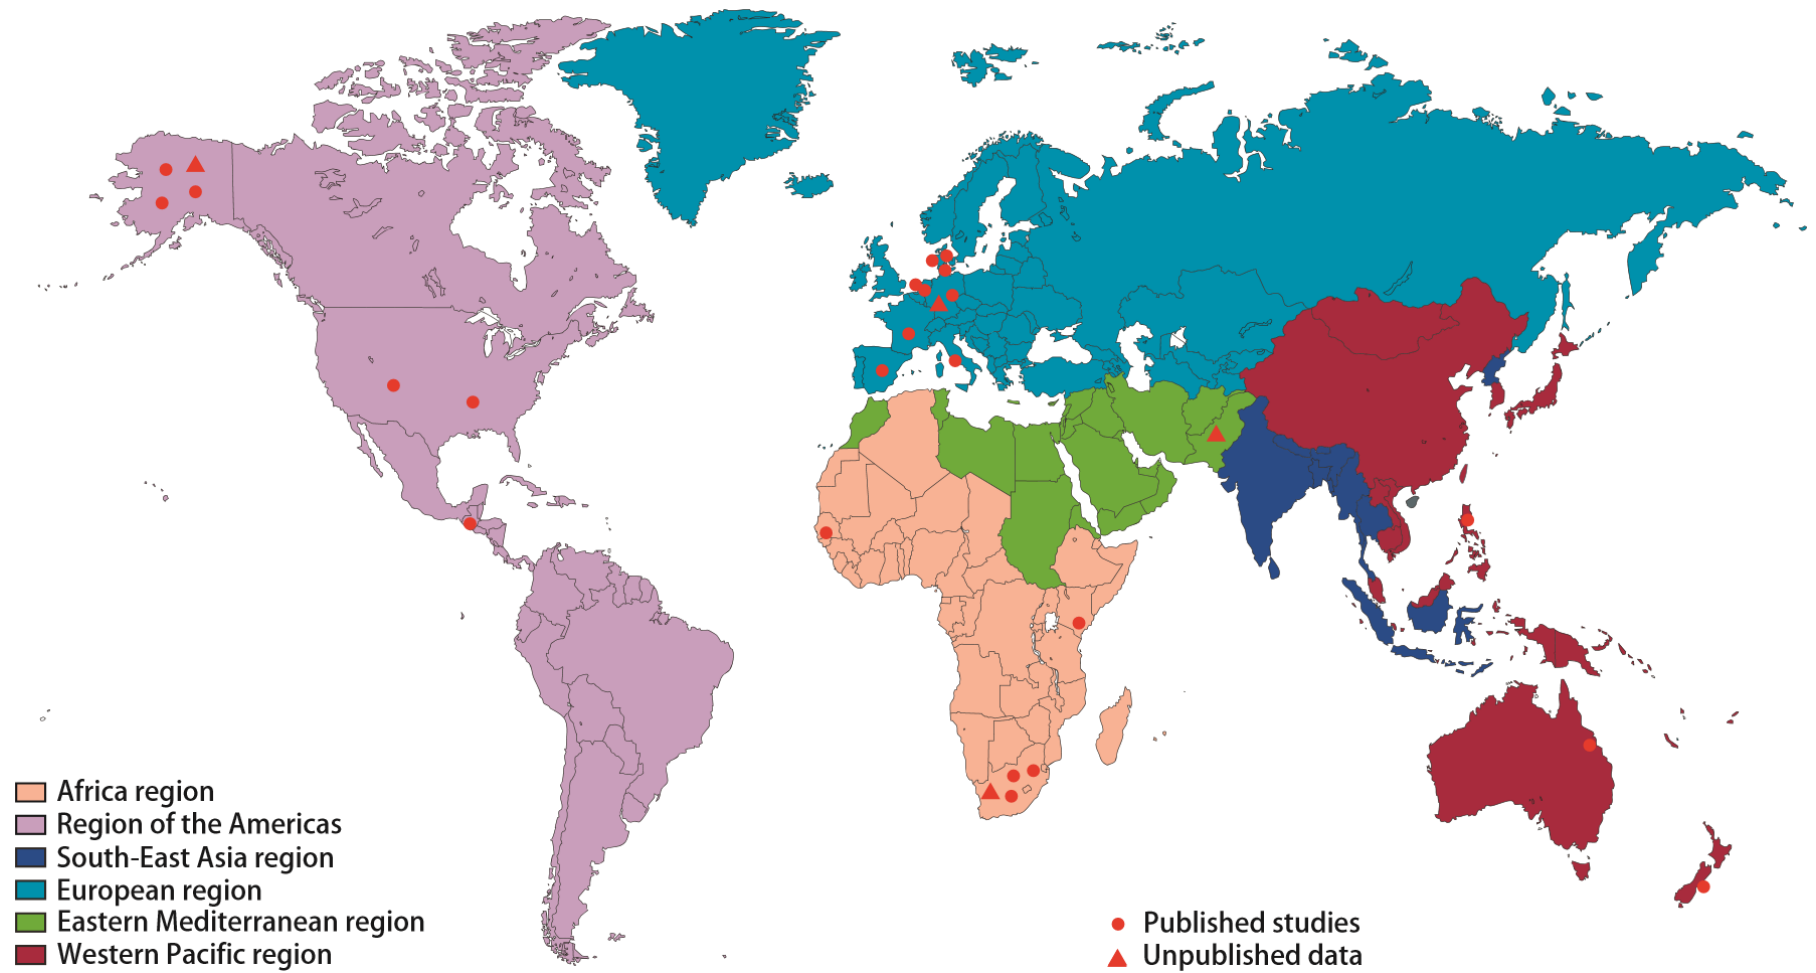 Africa region
Region of the Americas
South-East Asia region
European region
Eastern Mediterranean region
Western Pacific region
Published studies
Unpublished data